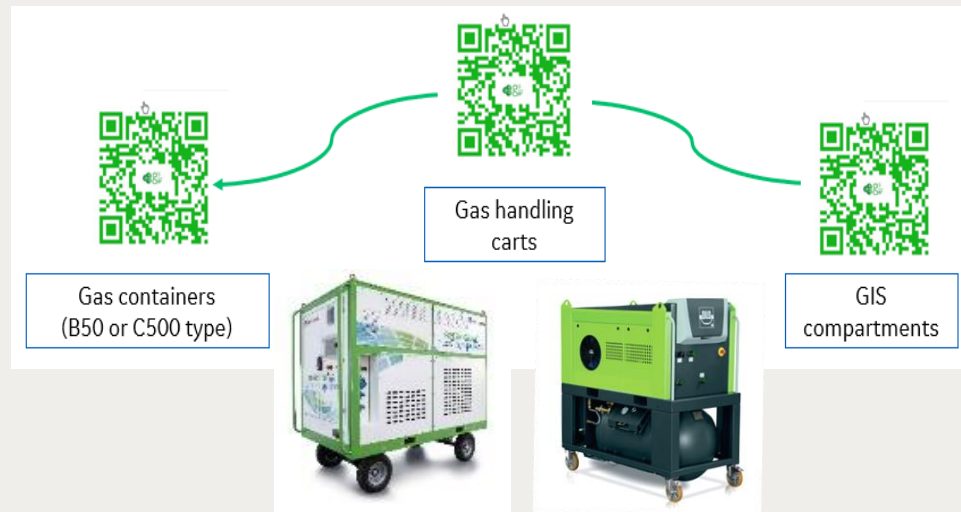 Gas handling
carts
Gas containers
(B50 or C500 type)
GIS
compartments